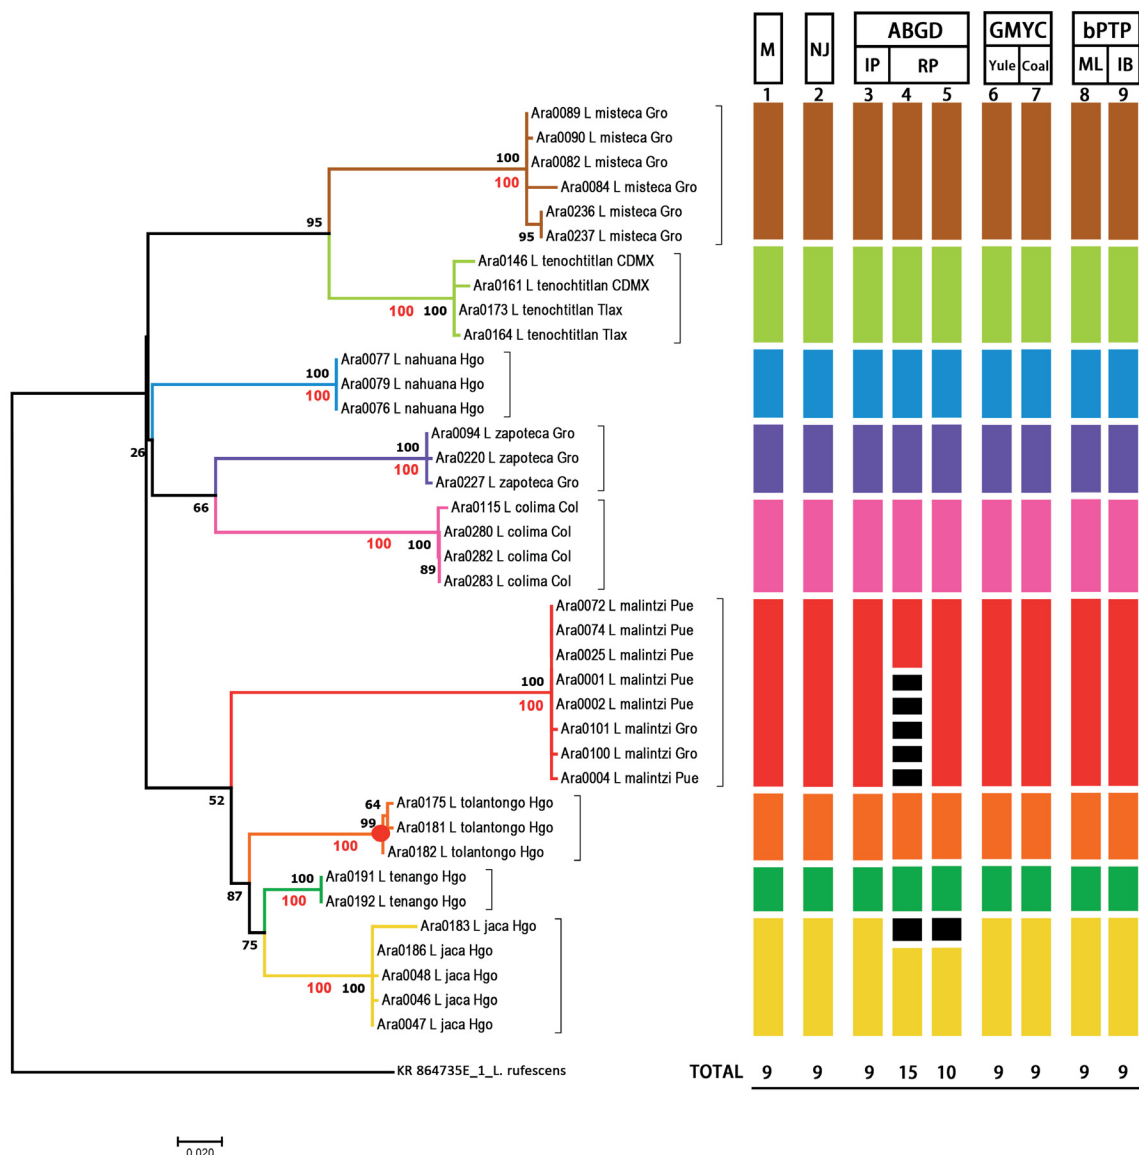 M NJ ABGD GMYC bPTP
IP RP Yule Coal ML IB
1 2 3 4 5 6 7 8 9
Ara0089 L misteca Gro
Ara0090 L misteca Gro
100 Ara0082 L misteca Gro
100 Ara0084 L misteca Gro
Ara0236 L misteca Gro
95
95 Ara0237 L misteca Gro
Ara0146 L tenochtitlan CDMX
Ara0161 L tenochtitlan CDMX
100 100 Ara0173 L tenochtitlan Tlax
Ara0164 L tenochtitlan Tlax
Ara0077 L nahuana Hgo
100 Ara0079 L nahuana Hgo
100 Ara0076 L nahuana Hgo
Ara0094 L zapoteca Gro
100
26 Ara0220 L zapoteca Gro
100
Ara0227 L zapoteca Gro
66 Ara0115 L colima Col
Ara0280 L colima Col
100 100
Ara0282 L colima Col
89
Ara0283 L colima Col
Ara0072 L malintzi Pue
Ara0074 L malintzi Pue
Ara0025 L malintzi Pue
100 Ara0001 L malintzi Pue
100 Ara0002 L malintzi Pue
Ara0101 L malintzi Gro
Ara0100 L malintzi Gro
Ara0004 L malintzi Pue
52
64 Ara0175 L tolantongo Hgo
99 Ara0181 L tolantongo Hgo
100 Ara0182 L tolantongo Hgo
100 Ara0191 L tenango Hgo
87
100 Ara0192 L tenango Hgo
Ara0183 L jaca Hgo
75
Ara0186 L jaca Hgo
Ara0048 L jaca Hgo
100 100
Ara0046 L jaca Hgo
Ara0047 L jaca Hgo
KR 864735E_1_L. rufescens
TOTAL 9 9 9 15 10 9 9 9 9
0.020